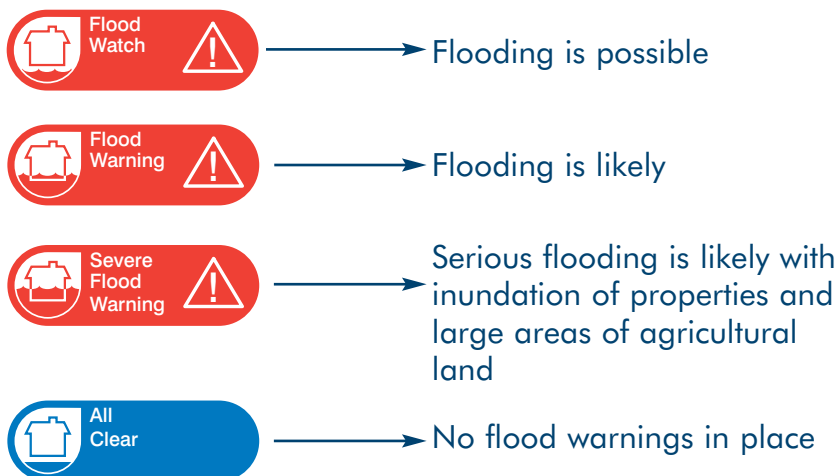 Flood
Watch
!
Flooding is possible
Flood
Warning
!
Flooding is likely
Severe
Flood
Warning
!
Serious flooding is likely with
inundation of properties and
large areas of agricultural
land
All
Clear
No flood warnings in place